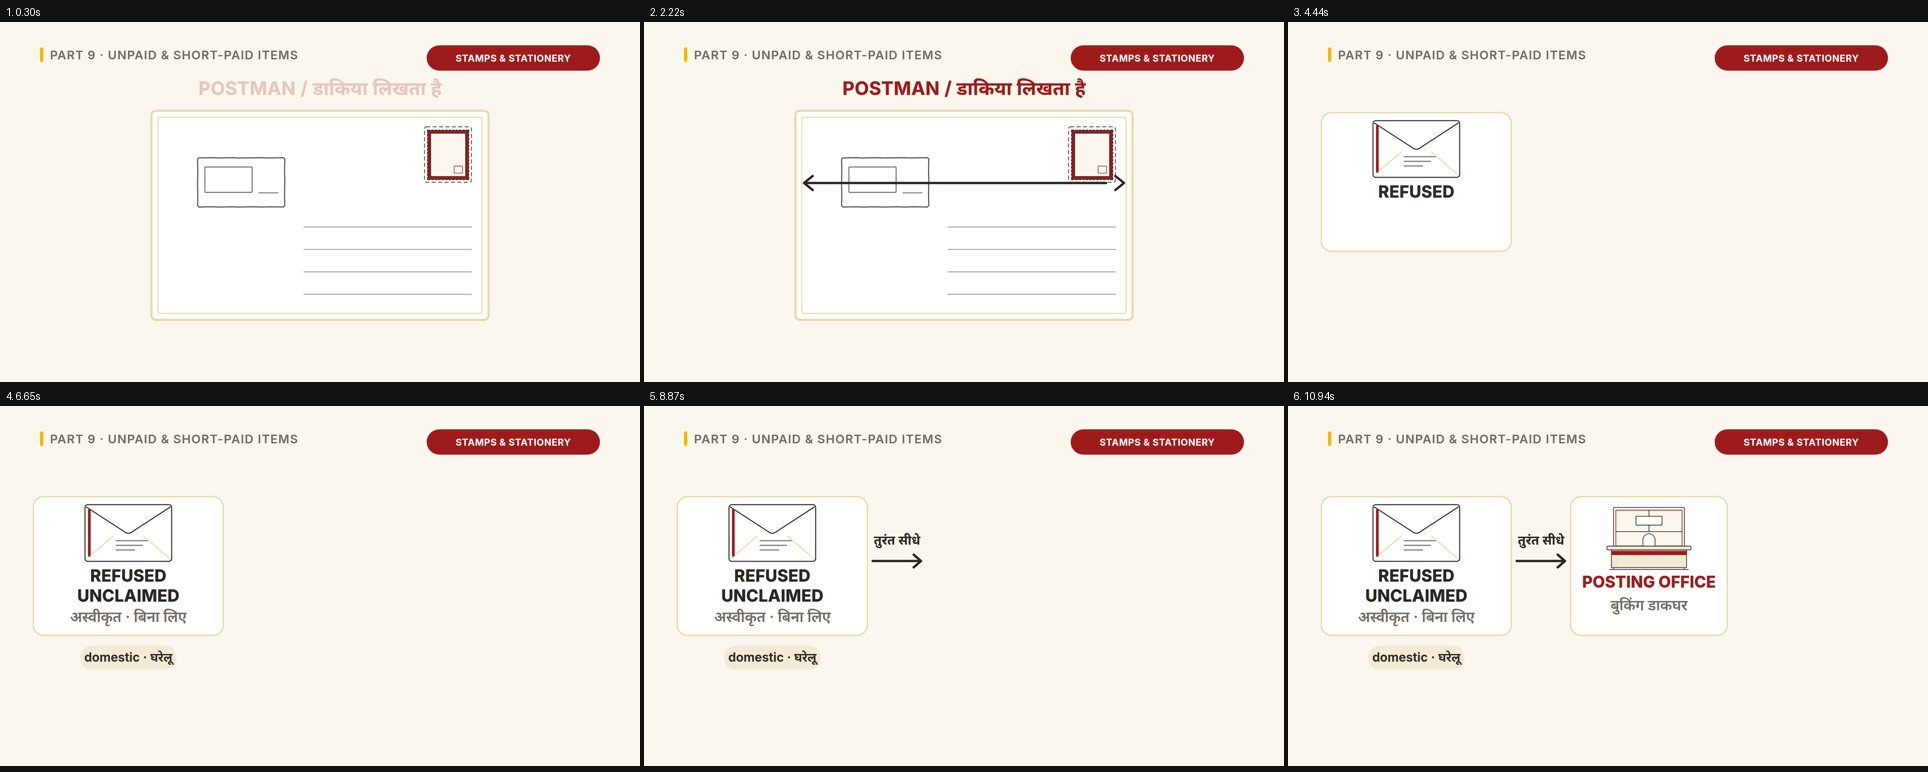 1. 0.30s
PART 9 · UNPAID & SHORT-PAID ITEMS
STAMPS & STATIONERY
POSTMAN / डाकिया लिखता है
2. 2.22s
PART 9 · UNPAID & SHORT-PAID ITEMS
STAMPS & STATIONERY
POSTMAN / डाकिया लिखता है
3. 4.44s
PART 9 · UNPAID & SHORT-PAID ITEMS
STAMPS & STATIONERY
REFUSED
4. 6.65s
PART 9 · UNPAID & SHORT-PAID ITEMS
STAMPS & STATIONERY
REFUSED
UNCLAIMED
अस्वीकृत · बिना लिए
domestic · घरेलू
5. 8.87s
PART 9 · UNPAID & SHORT-PAID ITEMS
STAMPS & STATIONERY
REFUSED
UNCLAIMED
अस्वीकृत · बिना लिए
domestic · घरेलू
तुरंत सीधे
6. 10.94s
PART 9 · UNPAID & SHORT-PAID ITEMS
STAMPS & STATIONERY
REFUSED
UNCLAIMED
अस्वीकृत · बिना लिए
domestic · घरेलू
तुरंत सीधे
POSTING OFFICE
बुकिंग डाकघर